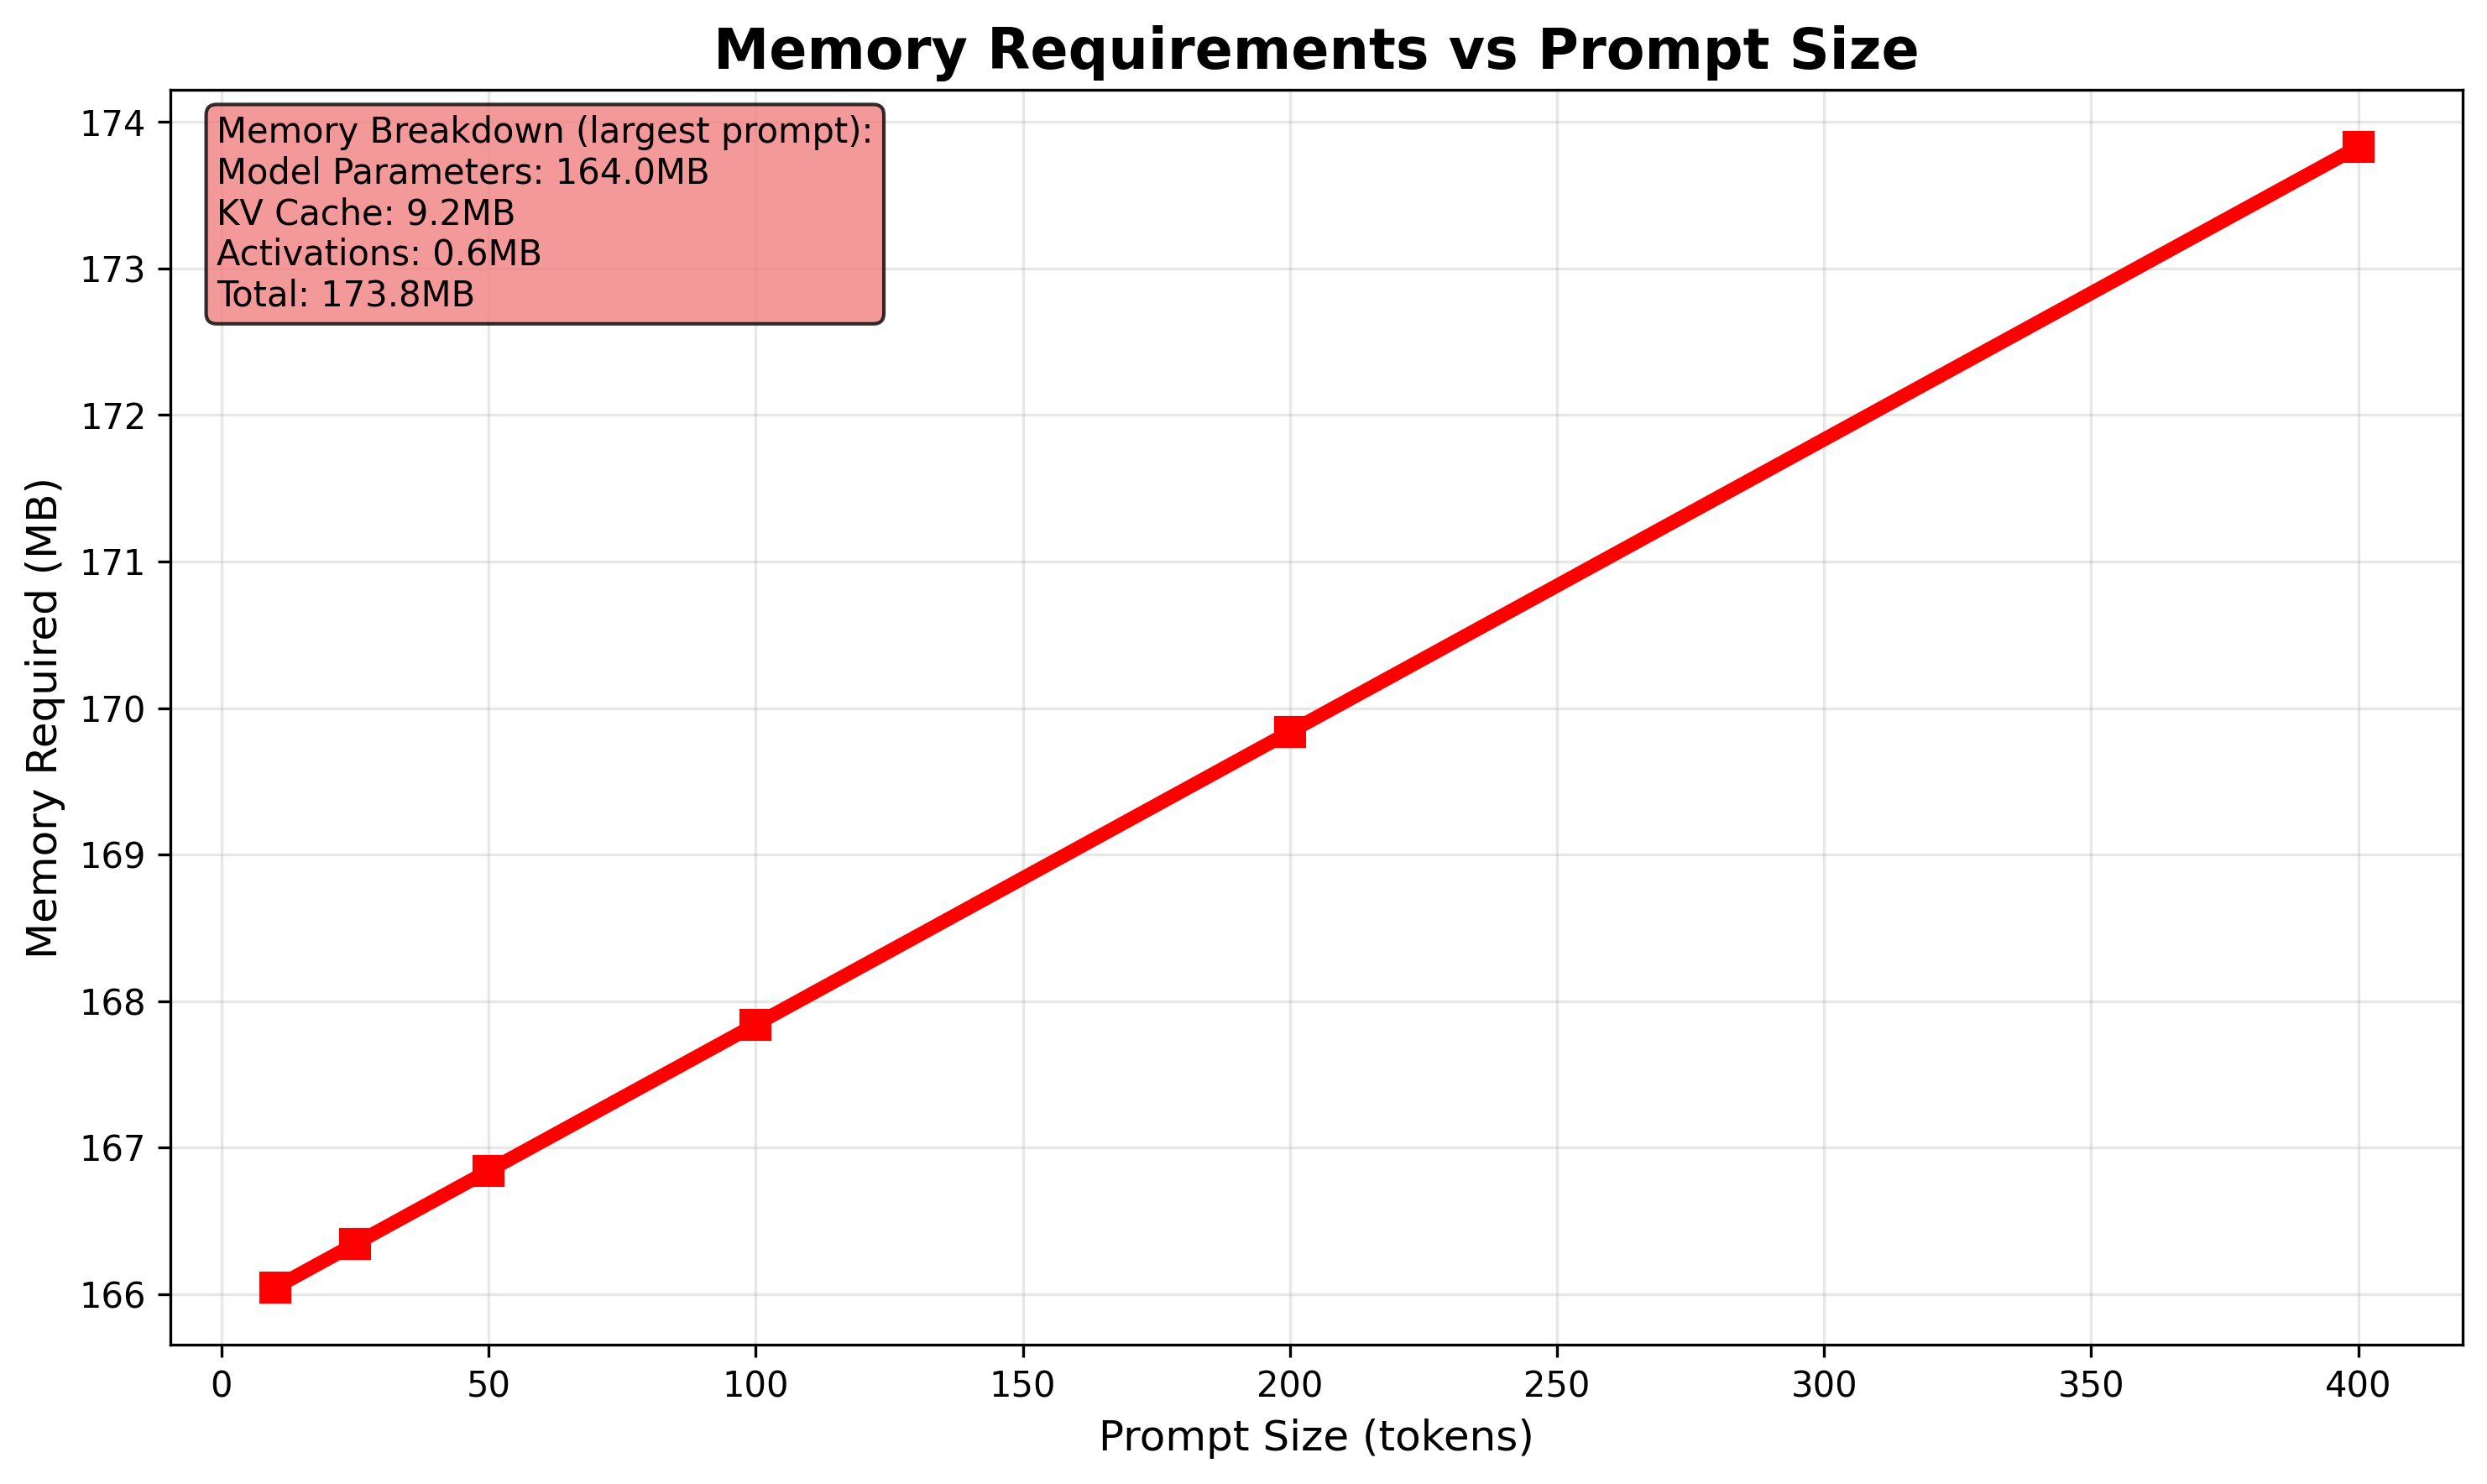 Memory Requirements vs Prompt Size
Memory Breakdown (largest prompt):
Model Parameters: 164.0MB
KV Cache: 9.2MB
Activations: 0.6MB
Total: 173.8MB
Memory Required (MB)
174
173
172
171
170
169
168
167
166
0 50 100 150 200 250 300 350 400
Prompt Size (tokens)